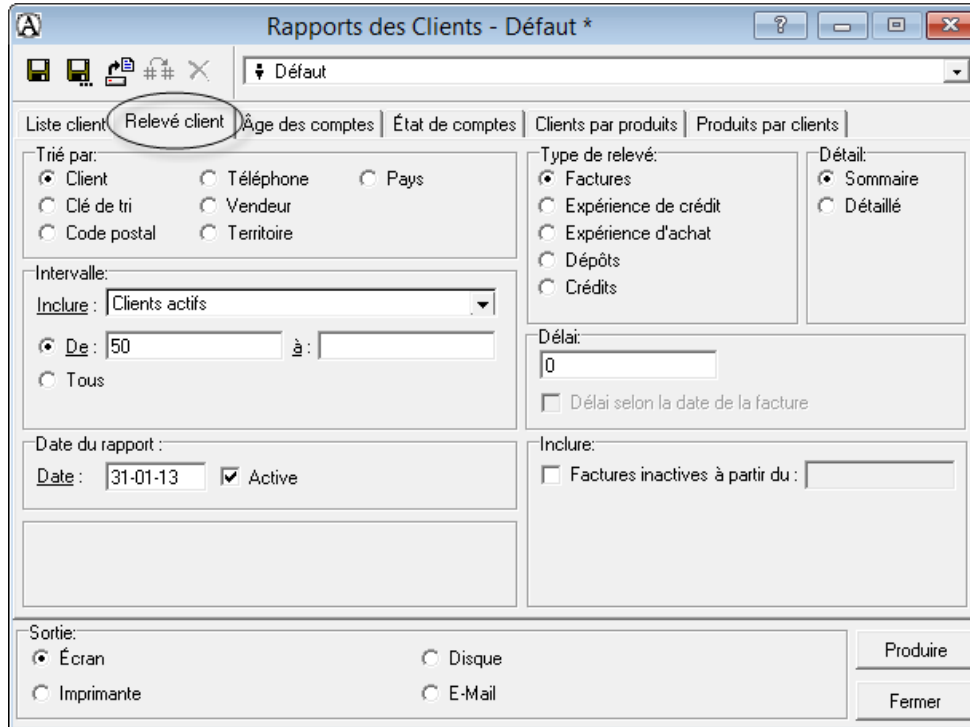 Rapports des Clients - Défaut *
Défaut
Liste client Relevé client Âge des comptes État de comptes Clients par produits Produits par clients
Trié par:
Client Téléphone Pays
Clé de tri Vendeur
Code postal Territoire
Type de relevé:
Factures
Expérience de crédit
Expérience d'achat
Dépôts
Crédits
Détail:
Sommaire
Détaillé
Intervalle:
Inclure : Clients actifs
De : 50 à :
Tous
Délai:
0
Délai selon la date de la facture
Date du rapport :
Date : 31-01-13 Active
Inclure:
Factures inactives à partir du :
Sortie:
Écran Disque
Imprimante E-Mail
Produire
Fermer